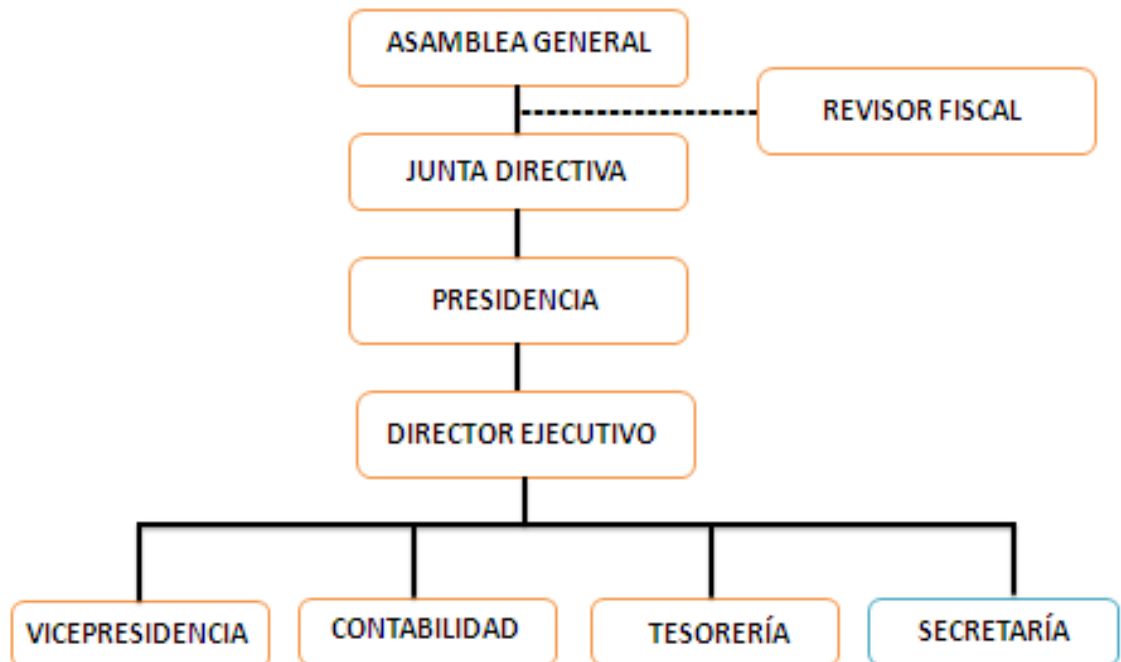 ASAMBLEA GENERAL
REVISOR FISCAL
JUNTA DIRECTIVA
PRESIDENCIA
DIRECTOR EJECUTIVO
VICEPRESIDENCIA
CONTABILIDAD
TESORERÍA
SECRETARÍA